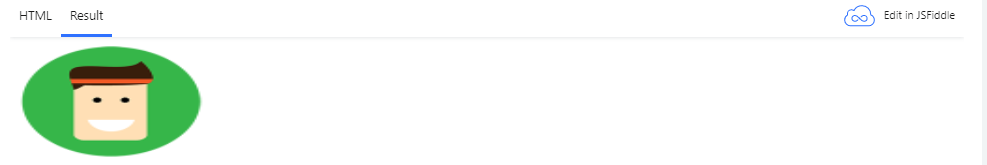 HTML Result Edit in JSFiddle